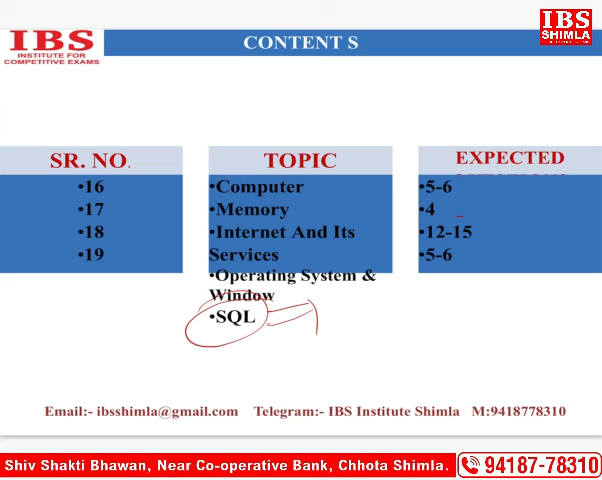 IBS
INSTITUTE FOR
COMPETITIVE EXAMS
CONTENT S
IBS
SHIMLA
SR. NO.
TOPIC
EXPECTED
•16
•Computer
•5-6
•17
•Memory
•4
•18
•Internet And Its
•12-15
•19
Services
•5-6
•Operating System &
Window
•SQL
Email:- ibsshimla@gmail.com Telegram:- IBS Institute Shimla M:9418778310
Shiv Shakti Bhawan, Near Co-operative Bank, Chhota Shimla. 94187-78310